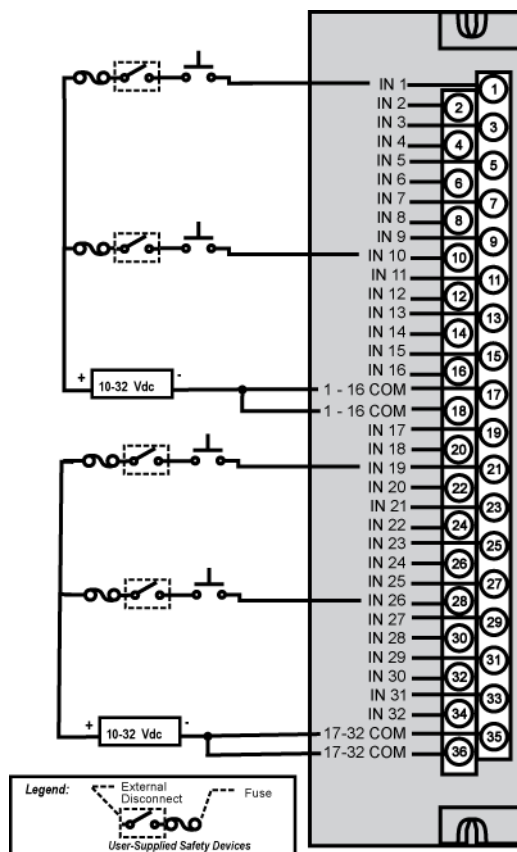 IN 1 1
IN 2 2
IN 3 3
IN 4 4
IN 5 5
IN 6 6
IN 7 7
IN 8 8
IN 9 9
IN 10 10
IN 11 11
IN 12 12
IN 13 13
IN 14 14
IN 15 15
IN 16 16
+ 10-32 Vdc -
1 - 16 COM 17
1 - 16 COM 18
IN 17 19
IN 18 20
IN 19 21
IN 20 22
IN 21 23
IN 22 24
IN 23 25
IN 24 26
IN 25 27
IN 26 28
IN 27 29
IN 28 30
IN 29 31
IN 30 32
IN 31 33
IN 32 34
+ 10-32 Vdc -
17-32 COM 35
17-32 COM 36
Legend:
External
Disconnect
Fuse
User-Supplied Safety Devices